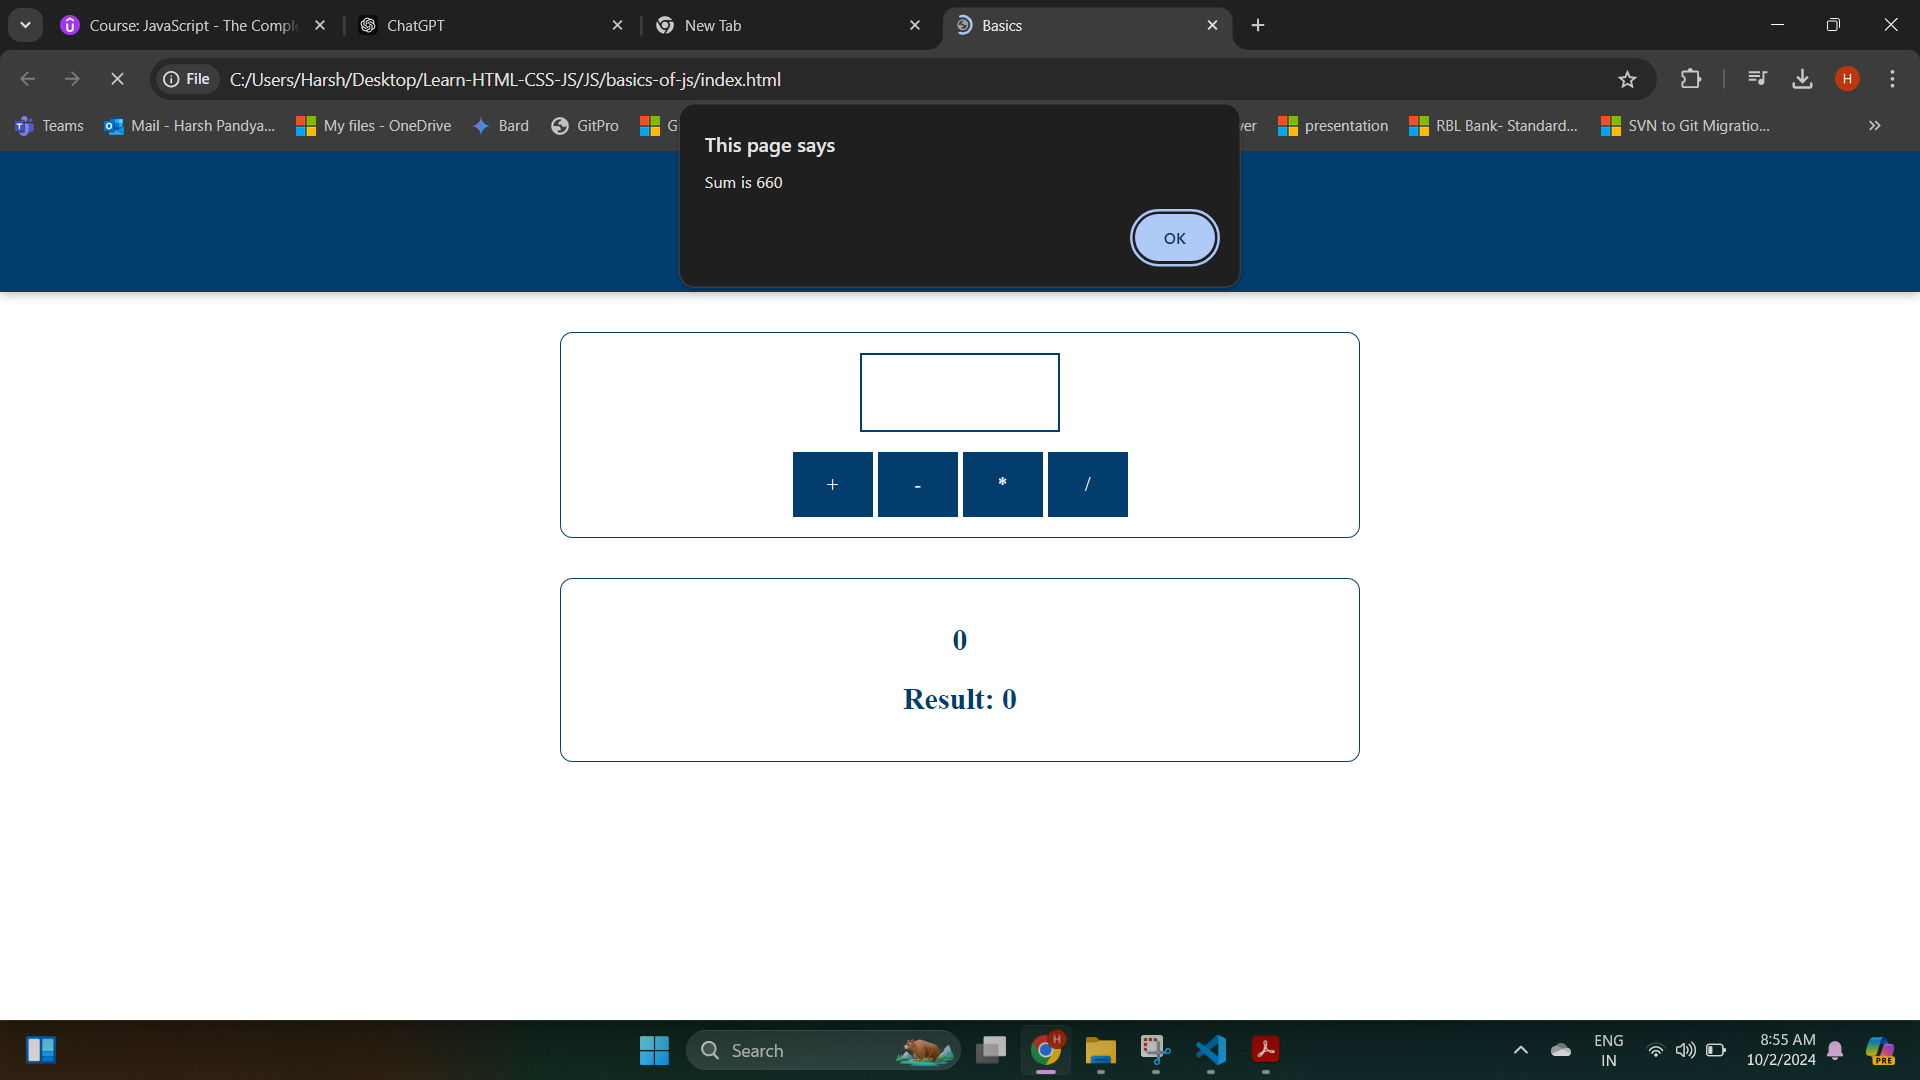 Course: JavaScript - The Comple
ChatGPT
New Tab
Basics
File
C:/Users/Harsh/Desktop/Learn-HTML-CSS-JS/JS/basics-of-js/index.html
H
Teams
Mail - Harsh Pandya...
My files - OneDrive
Bard
GitPro
G
ver
presentation
RBL Bank- Standard...
SVN to Git Migratio...
This page says
Sum is 660
OK
+ - * /
0
Result: 0
Search
H
ENG
IN
8:55 AM
10/2/2024
PRE